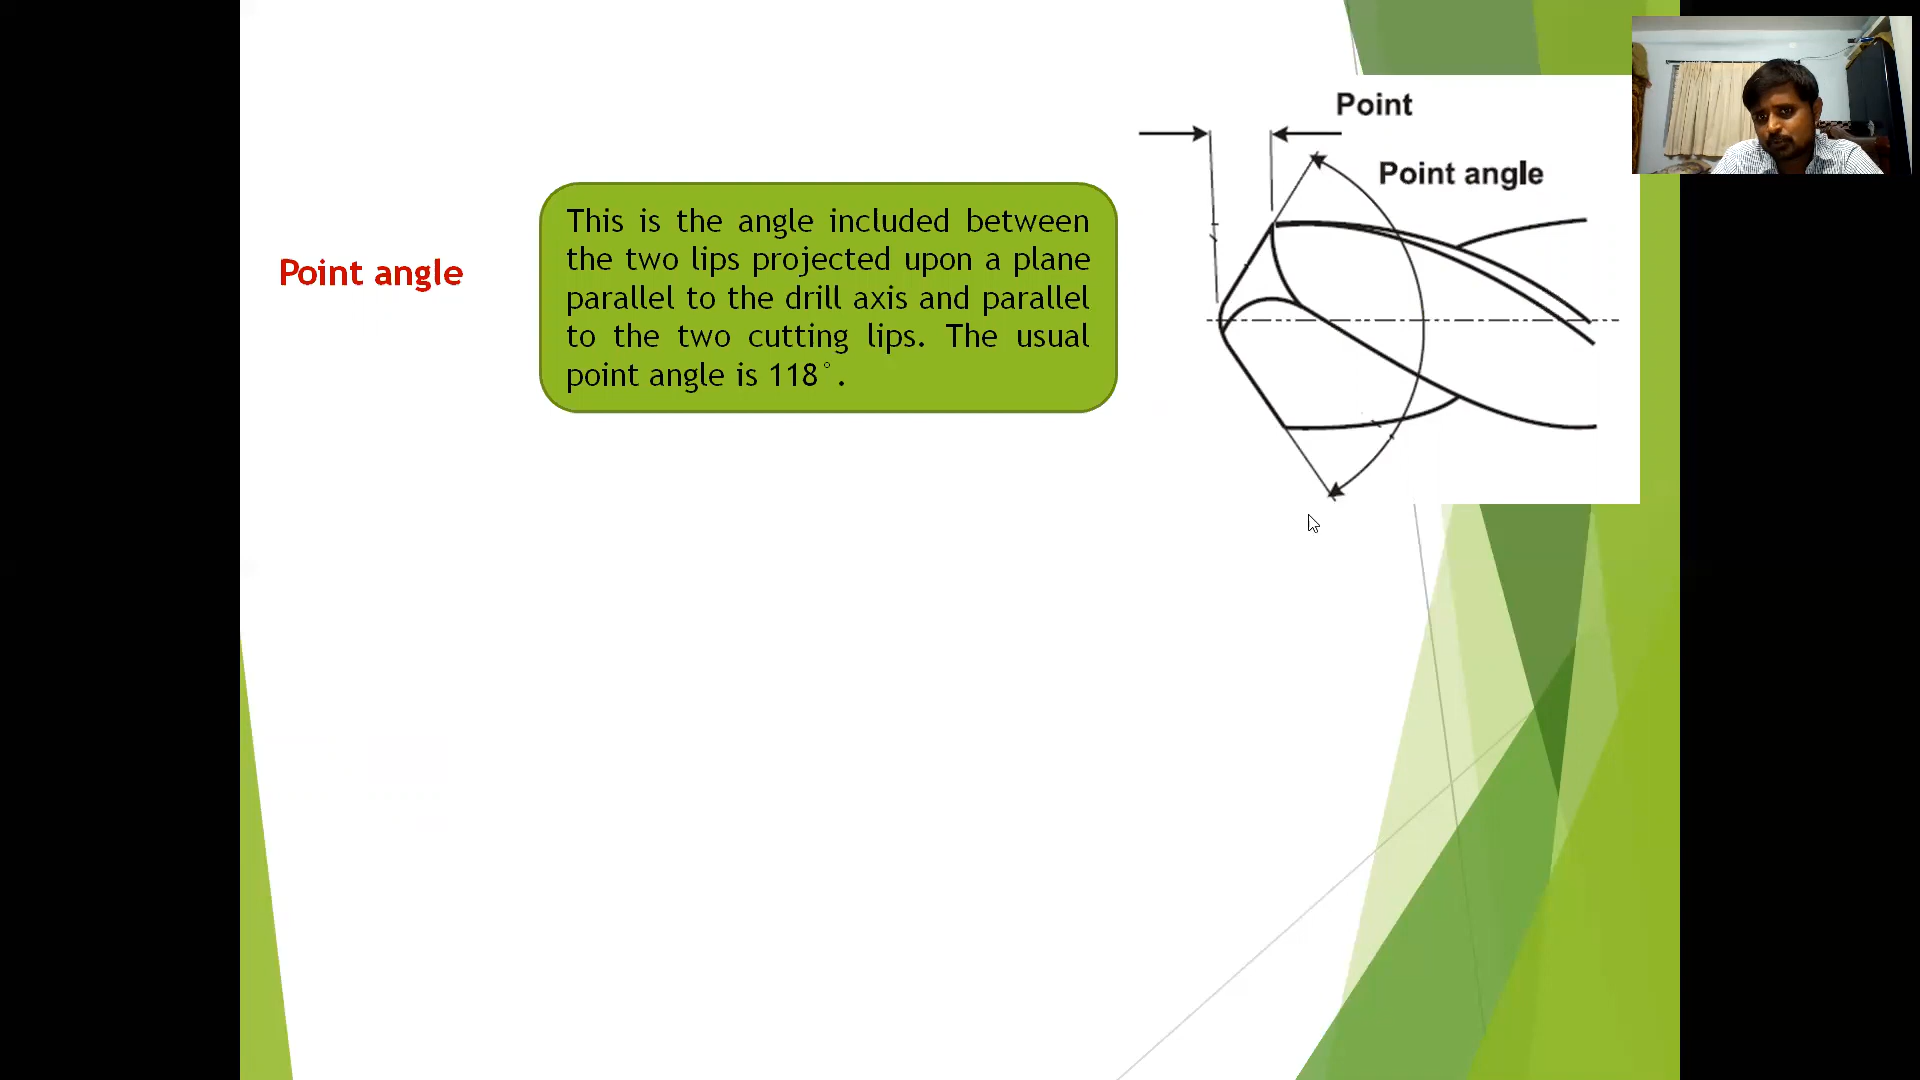 Point
Point angle
Point angle
This is the angle included between
the two lips projected upon a plane
parallel to the drill axis and parallel
to the two cutting lips. The usual
point angle is 118°.